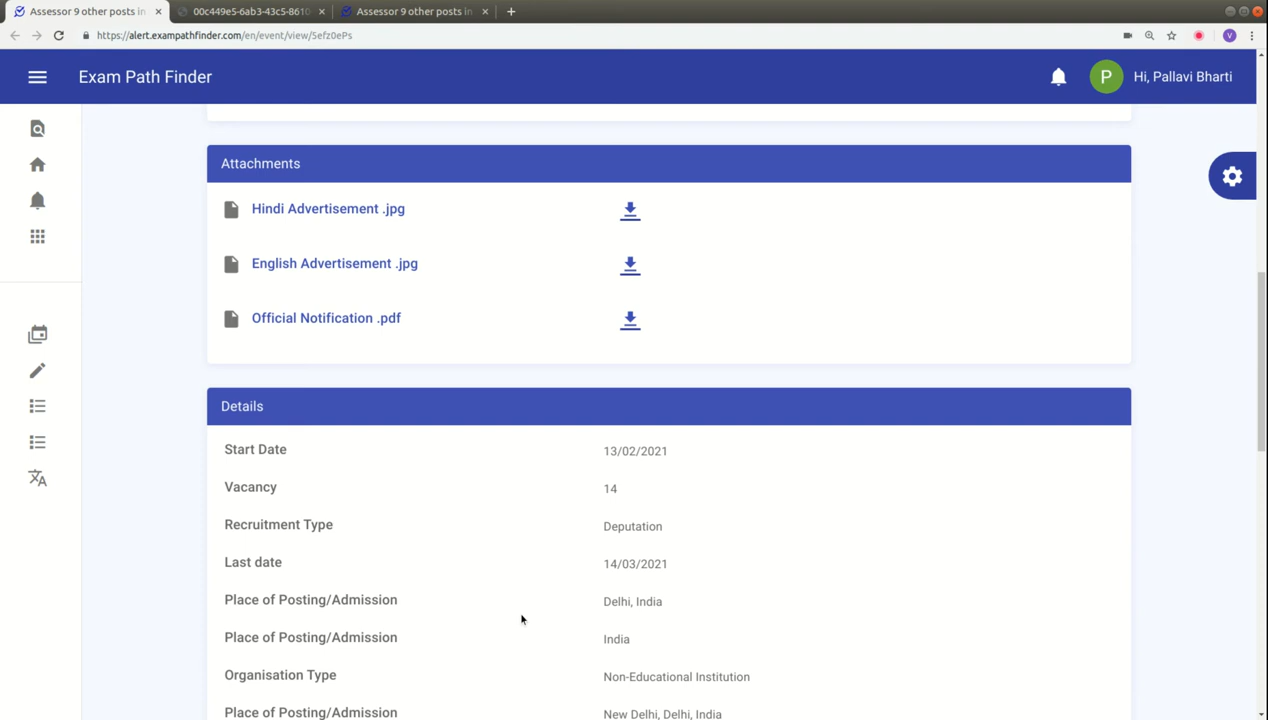 Assessor 9 other posts in
00c449e5-6ab3-43c5-8610
Assessor 9 other posts in
https://alert.exampathfinder.com/en/event/view/5efz0ePs
V
Exam Path Finder
P
Hi, Pallavi Bharti
Attachments
Hindi Advertisement .jpg
English Advertisement .jpg
Official Notification .pdf
Details
Start Date 13/02/2021
Vacancy 14
Recruitment Type Deputation
Last date 14/03/2021
Place of Posting/Admission Delhi, India
Place of Posting/Admission India
Organisation Type Non-Educational Institution
Place of Posting/Admission New Delhi, Delhi, India